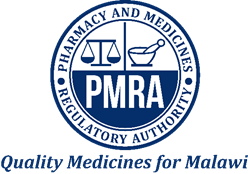 PHARMACY AND MEDICINES
PMRA
REGULATORY AUTHORITY
Quality Medicines for Malawi